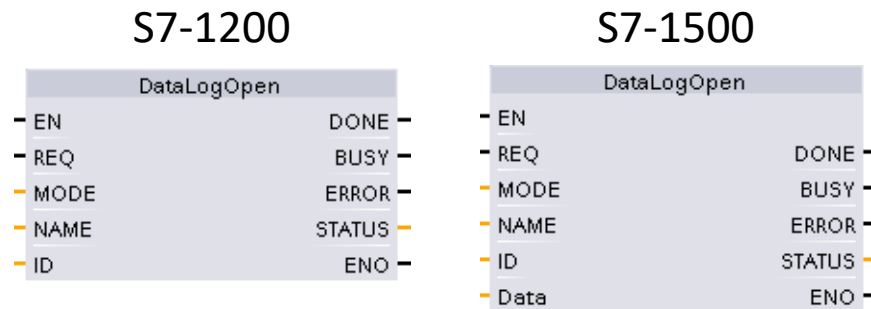 S7-1200 S7-1500
DataLogOpen
EN DONE
REQ BUSY
MODE ERROR
NAME STATUS
ID ENO
DataLogOpen
EN
REQ DONE
MODE BUSY
NAME ERROR
ID STATUS
Data ENO